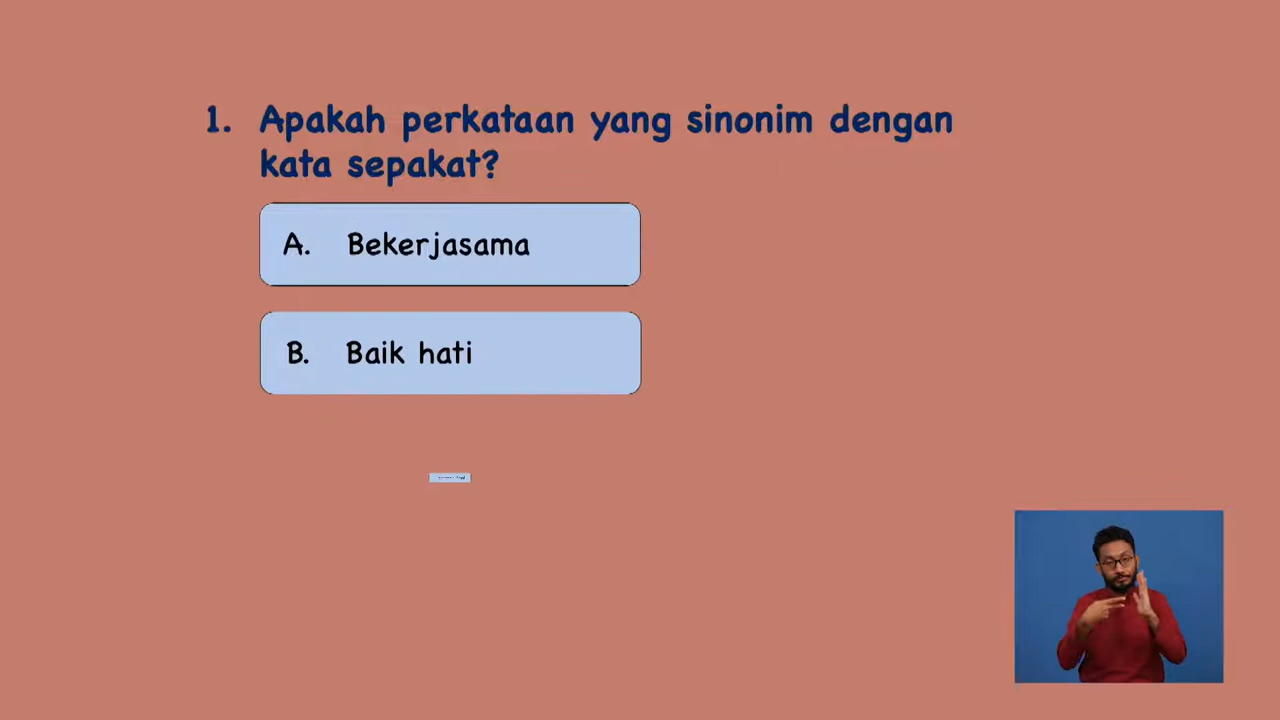 1. Apakah perkataan yang sinonim dengan
kata sepakat?
A. Bekerjasama
B. Baik hati